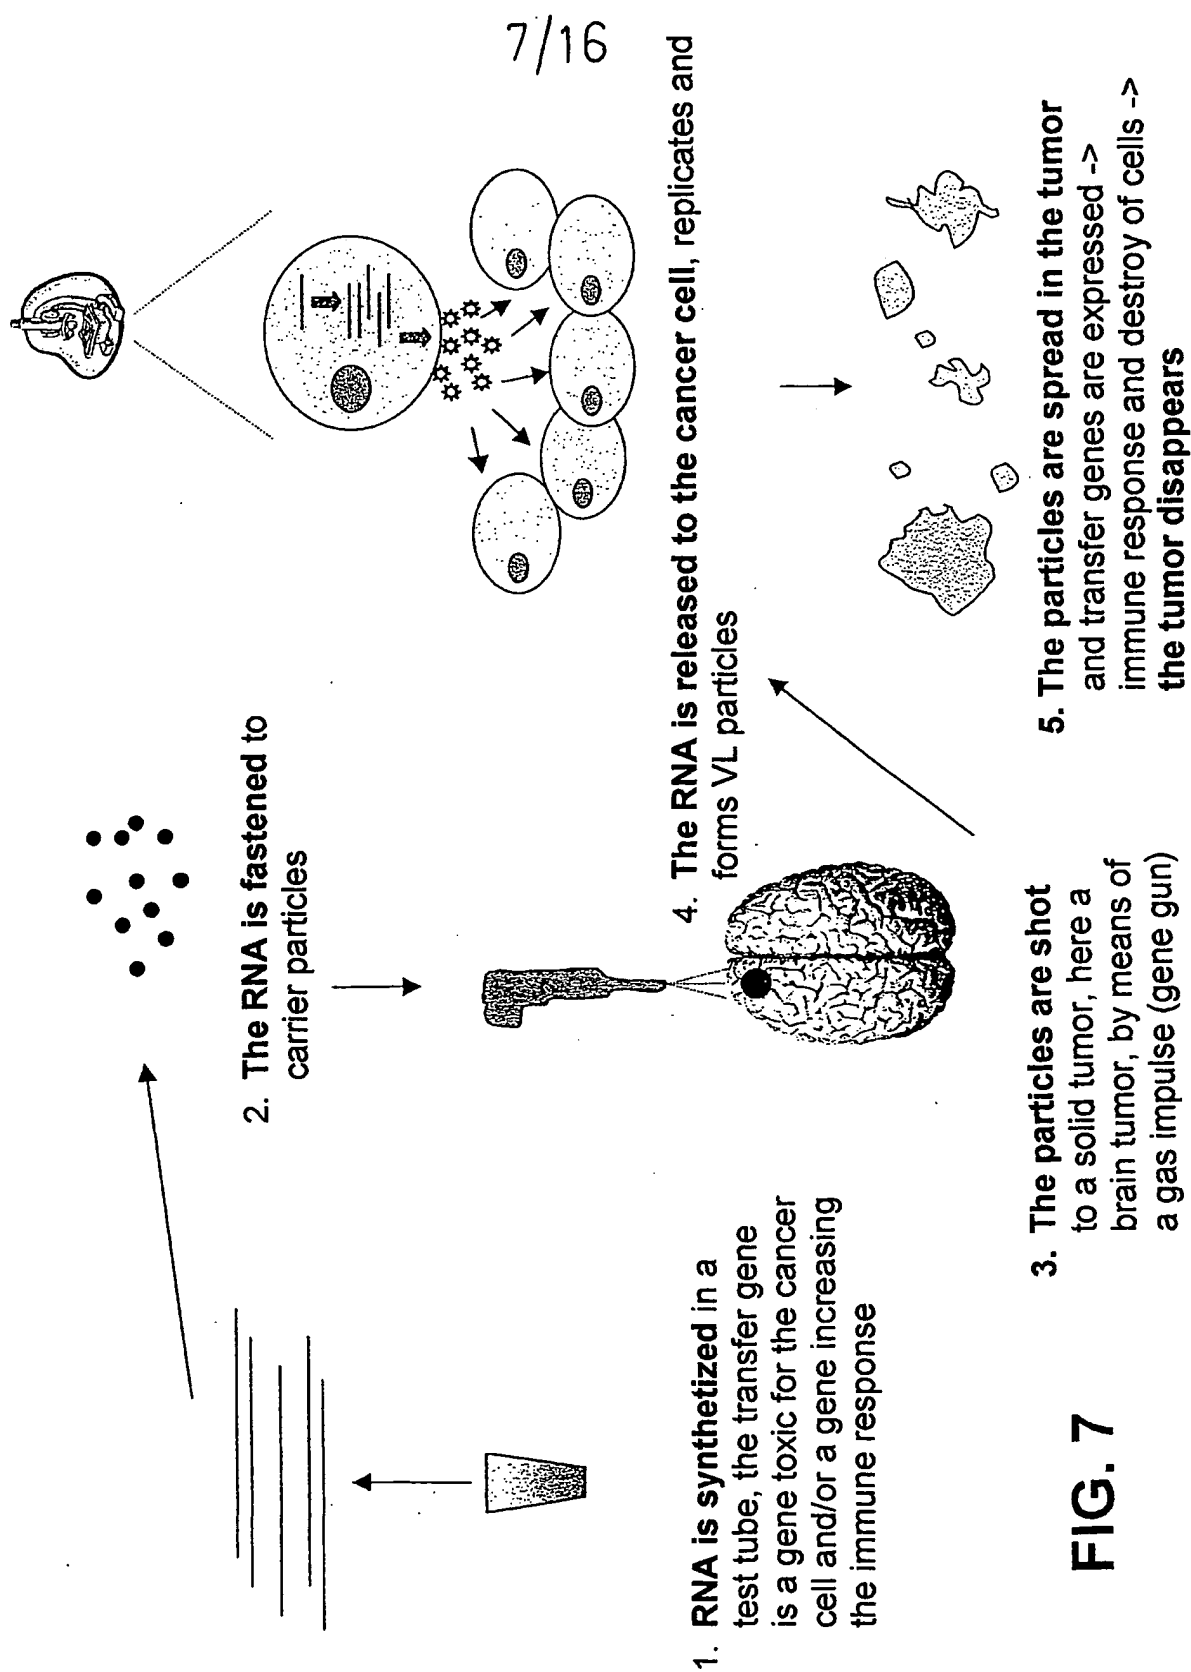 7/16
1. RNA is synthetized in a
test tube, the transfer gene
is a gene toxic for the cancer
cell and/or a gene increasing
the immune response
2. The RNA is fastened to
carrier particles
3. The particles are shot
to a solid tumor, here a
brain tumor, by means of
a gas impulse (gene gun)
4. The RNA is released to the cancer cell, replicates and
forms VL particles
5. The particles are spread in the tumor
and transfer genes are expressed ->
immune response and destroy of cells ->
the tumor disappears
FIG. 7